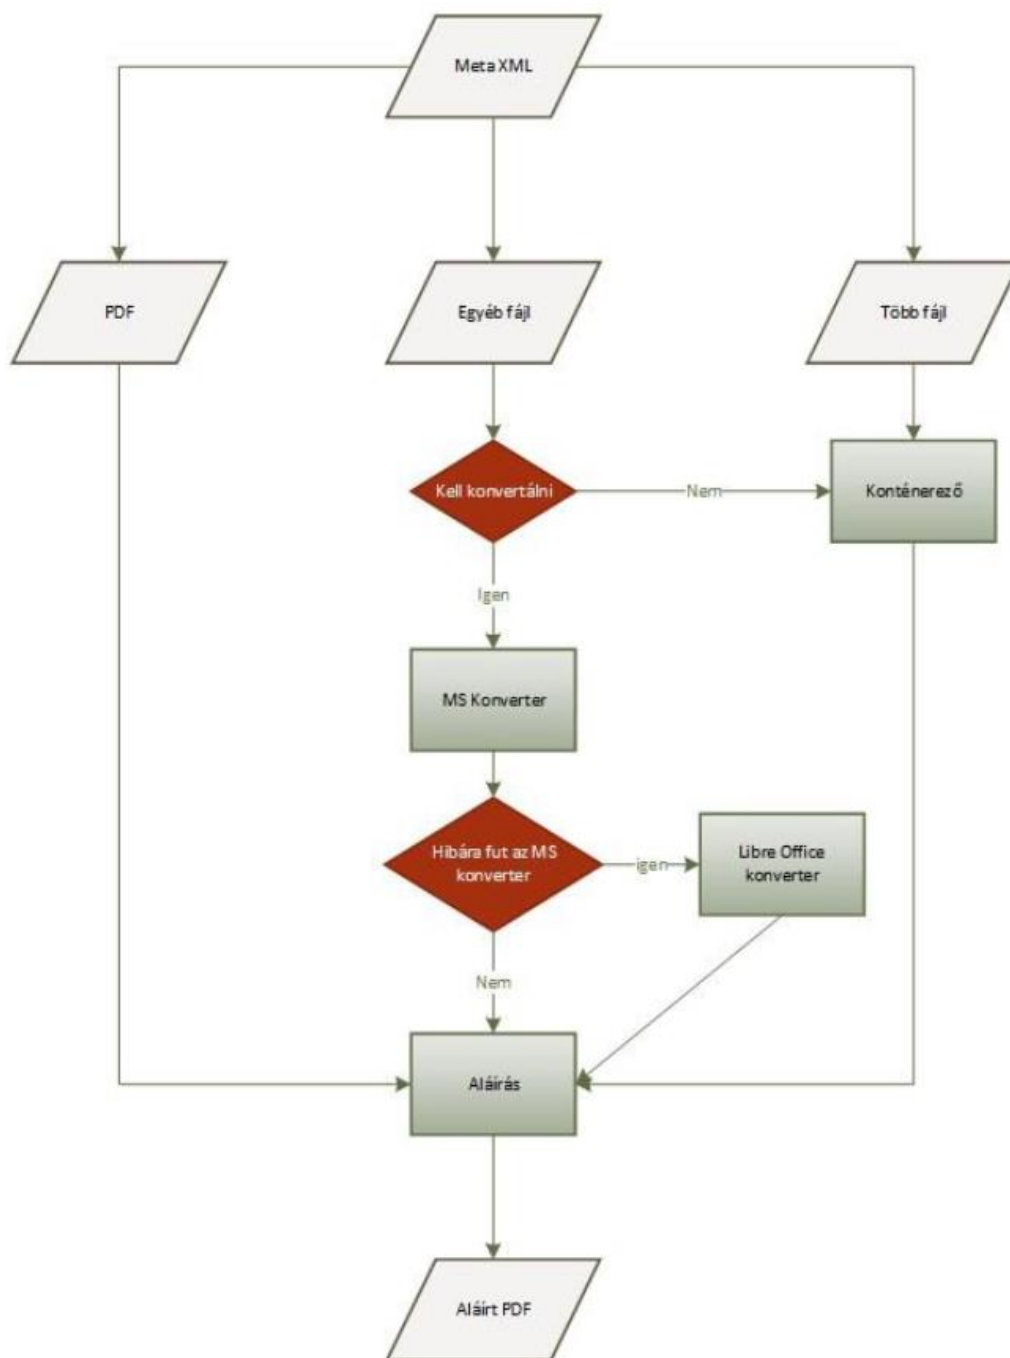 Meta XML
PDF
Egyéb fájl
Több fájl
Kell konvertálni
Nem
Konténerező
Igen
MS Konverter
Hibára fut az MS
konverter
igen
Libre Office
konverter
Nem
Aláírás
Aláírt PDF